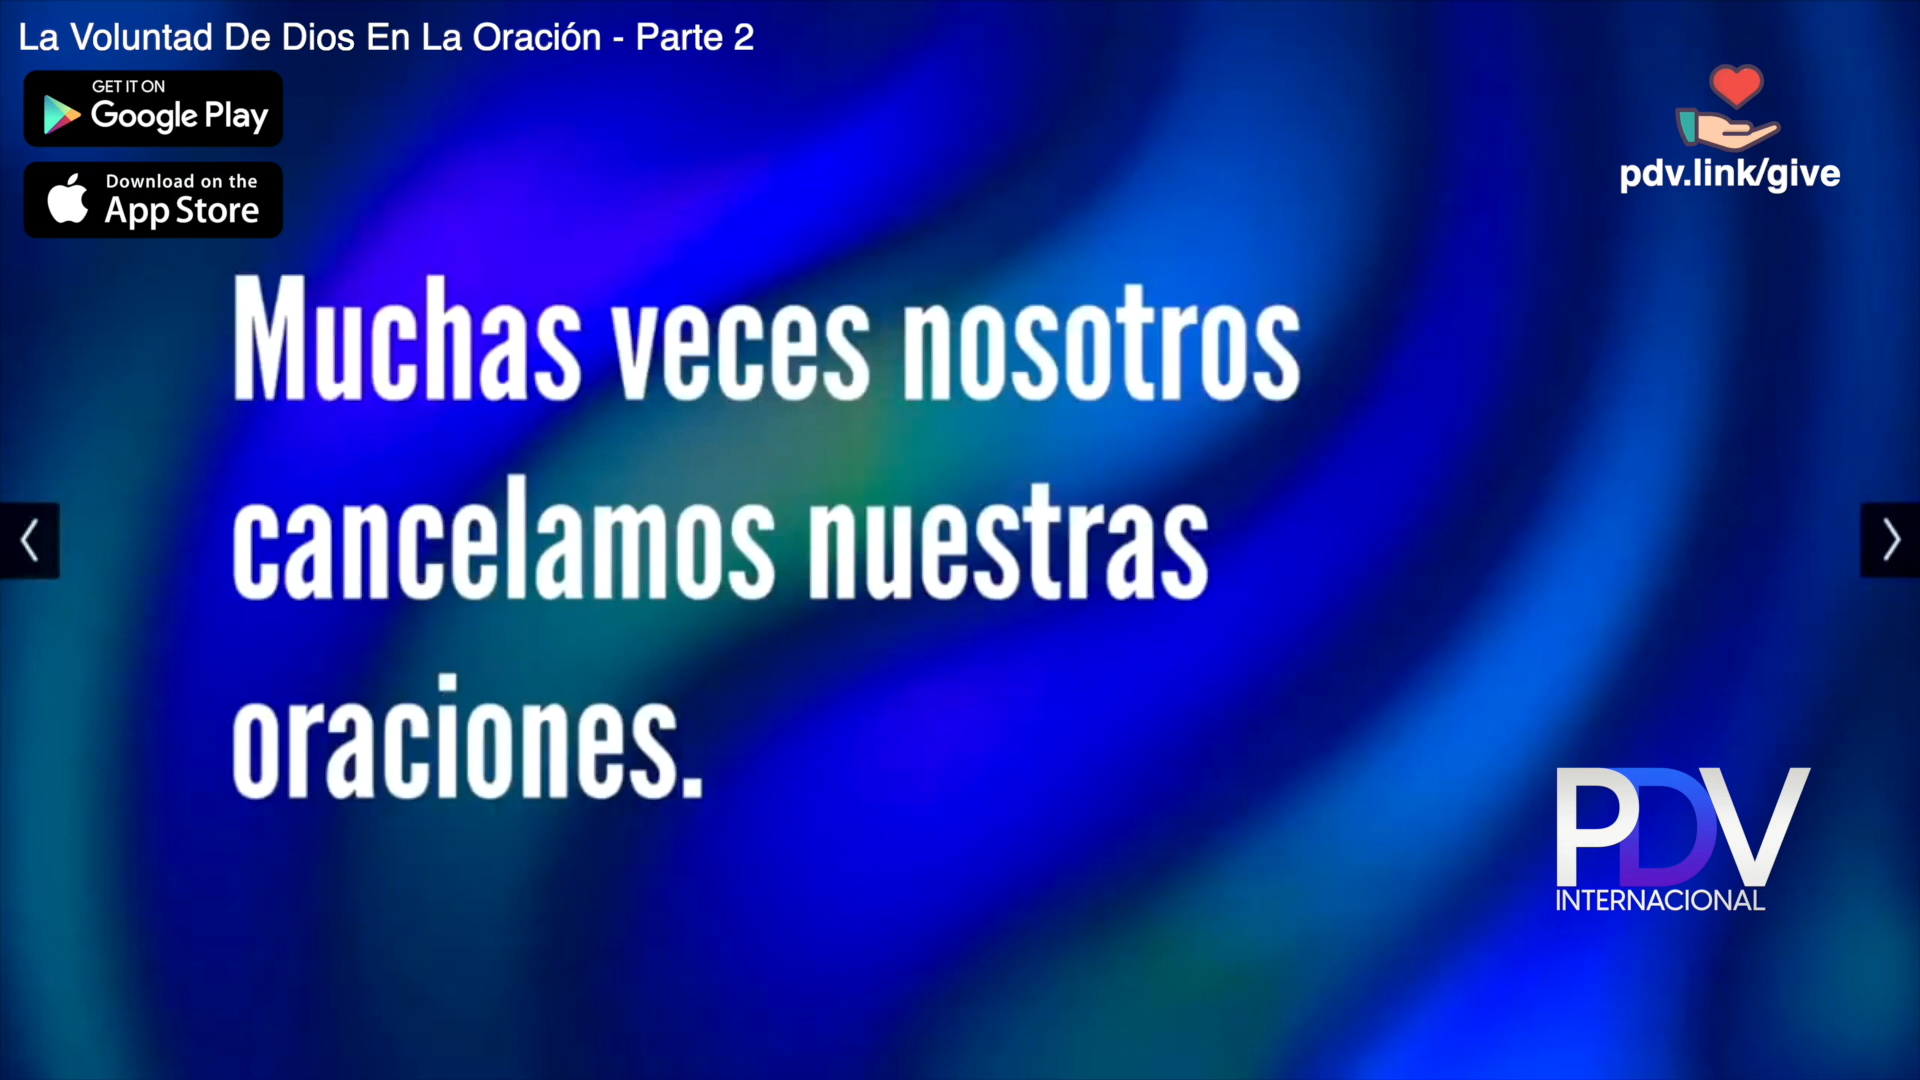 La Voluntad De Dios En La Oración - Parte 2
GET IT ON
Google Play
Download on the
App Store
pdv.link/give
Muchas veces nosotros
cancelamos nuestras
oraciones.
PDV
INTERNACIONAL